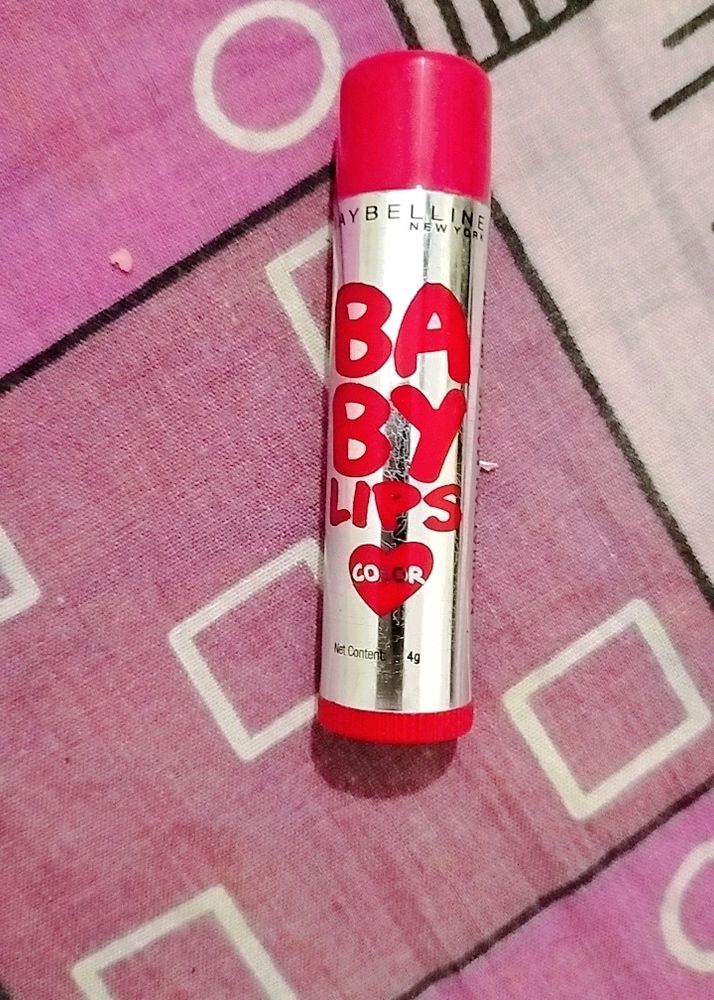 MAYBELLINE
NEW YORK
BA
BY
LIPS
COLOR
Net Content: 4g